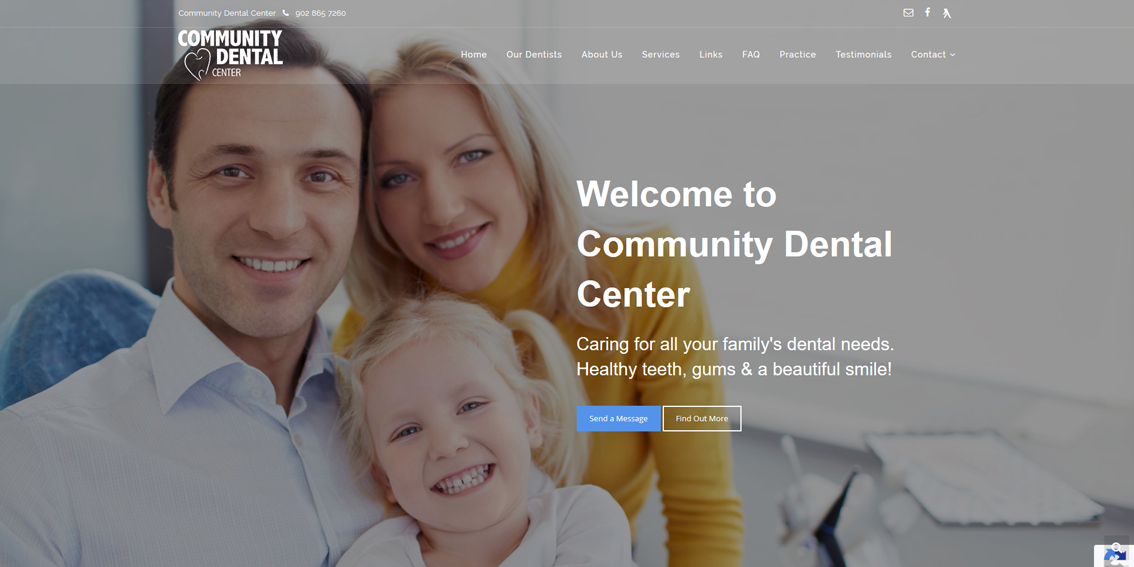 Community Dental Center 902 865 7260
COMMUNITY
DENTAL
CENTER
Home Our Dentists About Us Services Links FAQ Practice Testimonials Contact
Welcome to
Community Dental
Center
Caring for all your family's dental needs.
Healthy teeth, gums & a beautiful smile!
Send a Message Find Out More